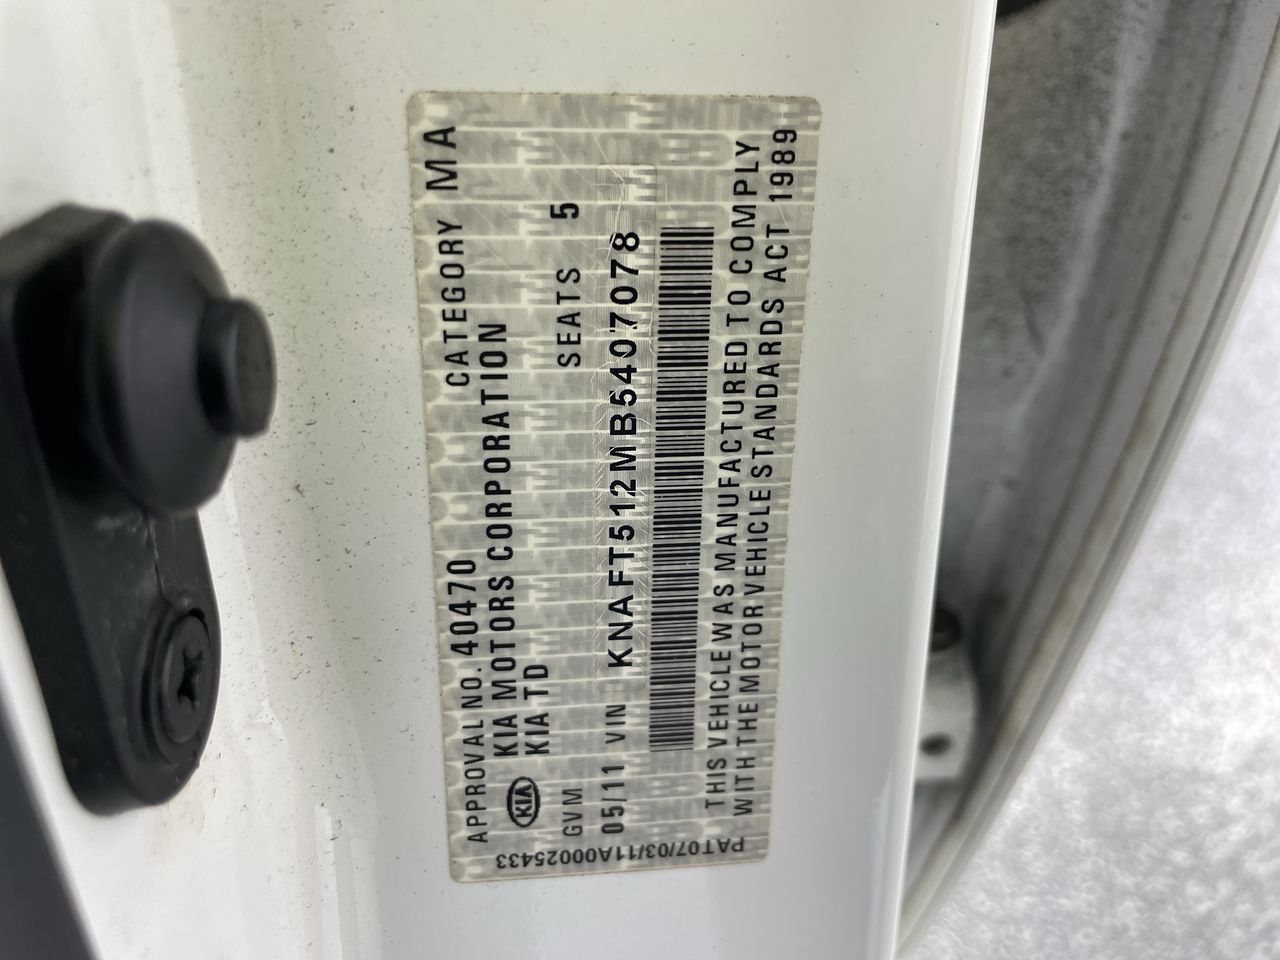 APPROVAL NO. 40470 CATEGORY MA
KIA KIA MOTORS CORPORATION
KIA TD
GVM SEATS 5
05/11 VIN KNAFT512MB5407078
THIS VEHICLE WAS MANUFACTURED TO COMPLY
WITH THE MOTOR VEHICLE STANDARDS ACT 1989
PAT07/03/11A00025433